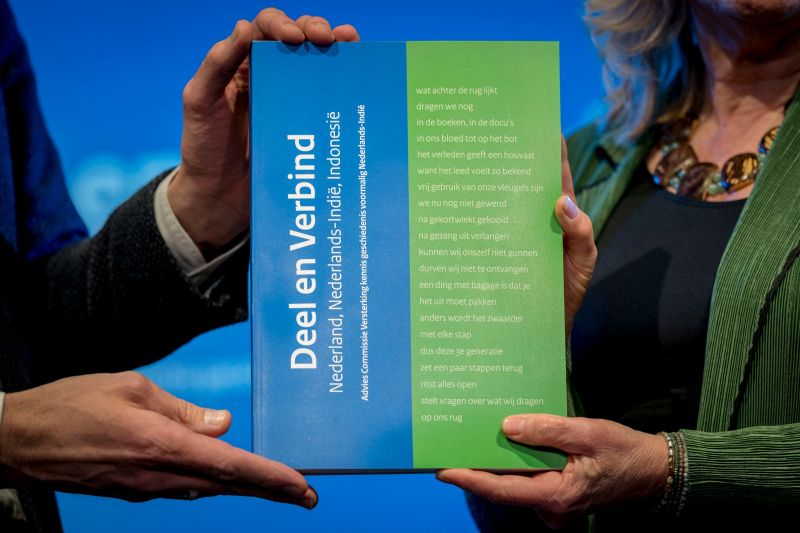 Deel en Verbind
Nederland, Nederlands-Indië, Indonesië
Advies Commissie Versterking kennis geschiedenis voormalig Nederlands-Indië
wat achter de rug lijkt
dragen we nog
in de boeken, in de docu's
in ons bloed tot op het bot
het verleden geeft een houvast
want het leed voelt zo bekend
vrij gebruik van onze vleugels zijn
we nu nog niet gewend
na gekortwiekt gekooid
na gezang uit verlangen
kunnen wij onszelf niet gunnen
durven wij niet te ontvangen
een ding met bagage is dat je
het uit moet pakken
anders wordt het zwaarder
met elke stap
dus deze 3e generatie
zet een paar stappen terug
ritst alles open
stelt vragen over wat wij dragen
op ons rug